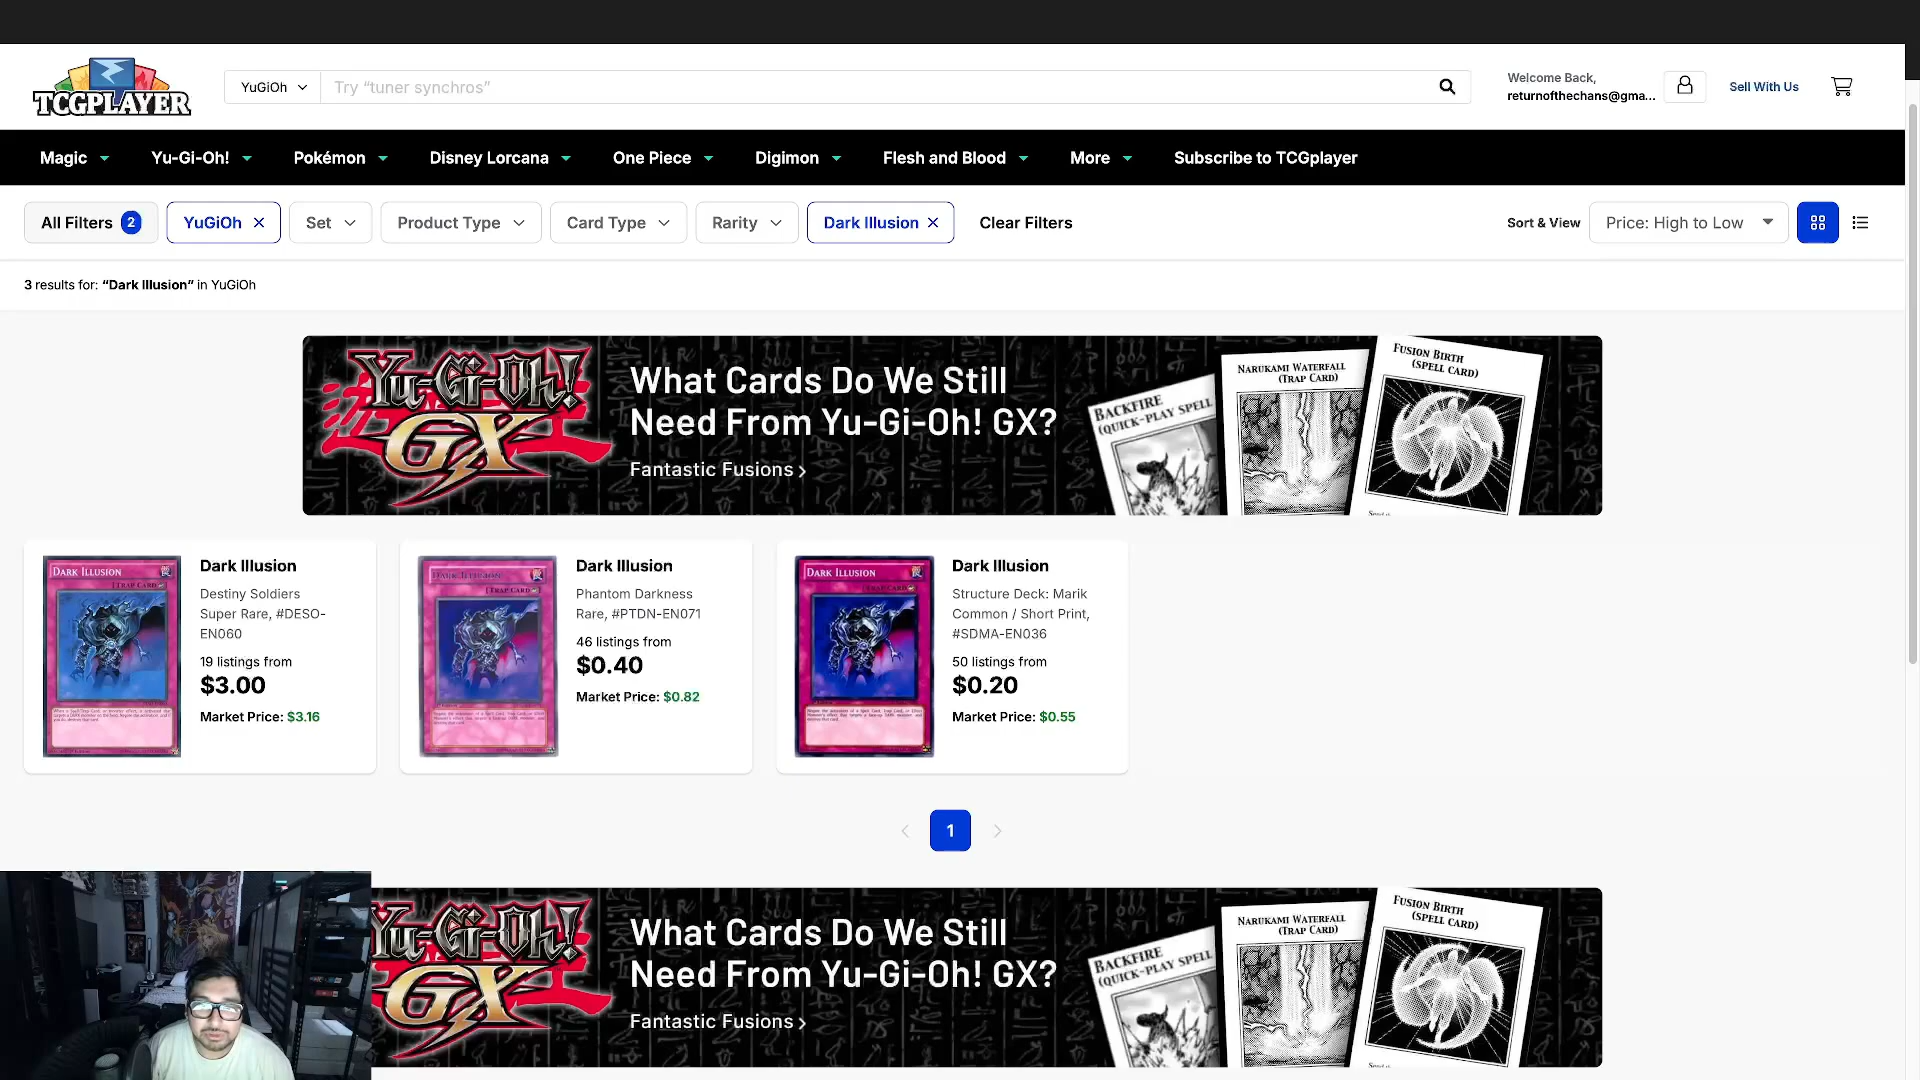 TCGPLAYER
YuGiOh
Try “tuner synchros”
Welcome Back,
returnofthechans@gma...
Sell With Us
Magic
Yu-Gi-Oh!
Pokémon
Disney Lorcana
One Piece
Digimon
Flesh and Blood
More
Subscribe to TCGplayer
All Filters 2
YuGiOh
Set
Product Type
Card Type
Rarity
Dark Illusion
Clear Filters
Sort & View
Price: High to Low
3 results for: “Dark Illusion” in YuGiOh
Yu-Gi-Oh!
GX
What Cards Do We Still
Need From Yu-Gi-Oh! GX?
Fantastic Fusions
BACKFIRE
(QUICK-PLAY SPELL
NARUKAMI WATERFALL
(TRAP CARD)
FUSION BIRTH
(SPELL CARD)
DARK ILLUSION
[TRAP CARD
Dark Illusion
Destiny Soldiers
Super Rare, #DESO-
EN060
19 listings from
$3.00
Market Price: $3.16
DARK ILLUSION
[TRAP CARD
Dark Illusion
Phantom Darkness
Rare, #PTDN-EN071
46 listings from
$0.40
Market Price: $0.82
DARK ILLUSION
[TRAP CARD
Dark Illusion
Structure Deck: Marik
Common / Short Print,
#SDMA-EN036
50 listings from
$0.20
Market Price: $0.55
1
Yu-Gi-Oh!
GX
What Cards Do We Still
Need From Yu-Gi-Oh! GX?
Fantastic Fusions
BACKFIRE
(QUICK-PLAY SPELL
NARUKAMI WATERFALL
(TRAP CARD)
FUSION BIRTH
(SPELL CARD)